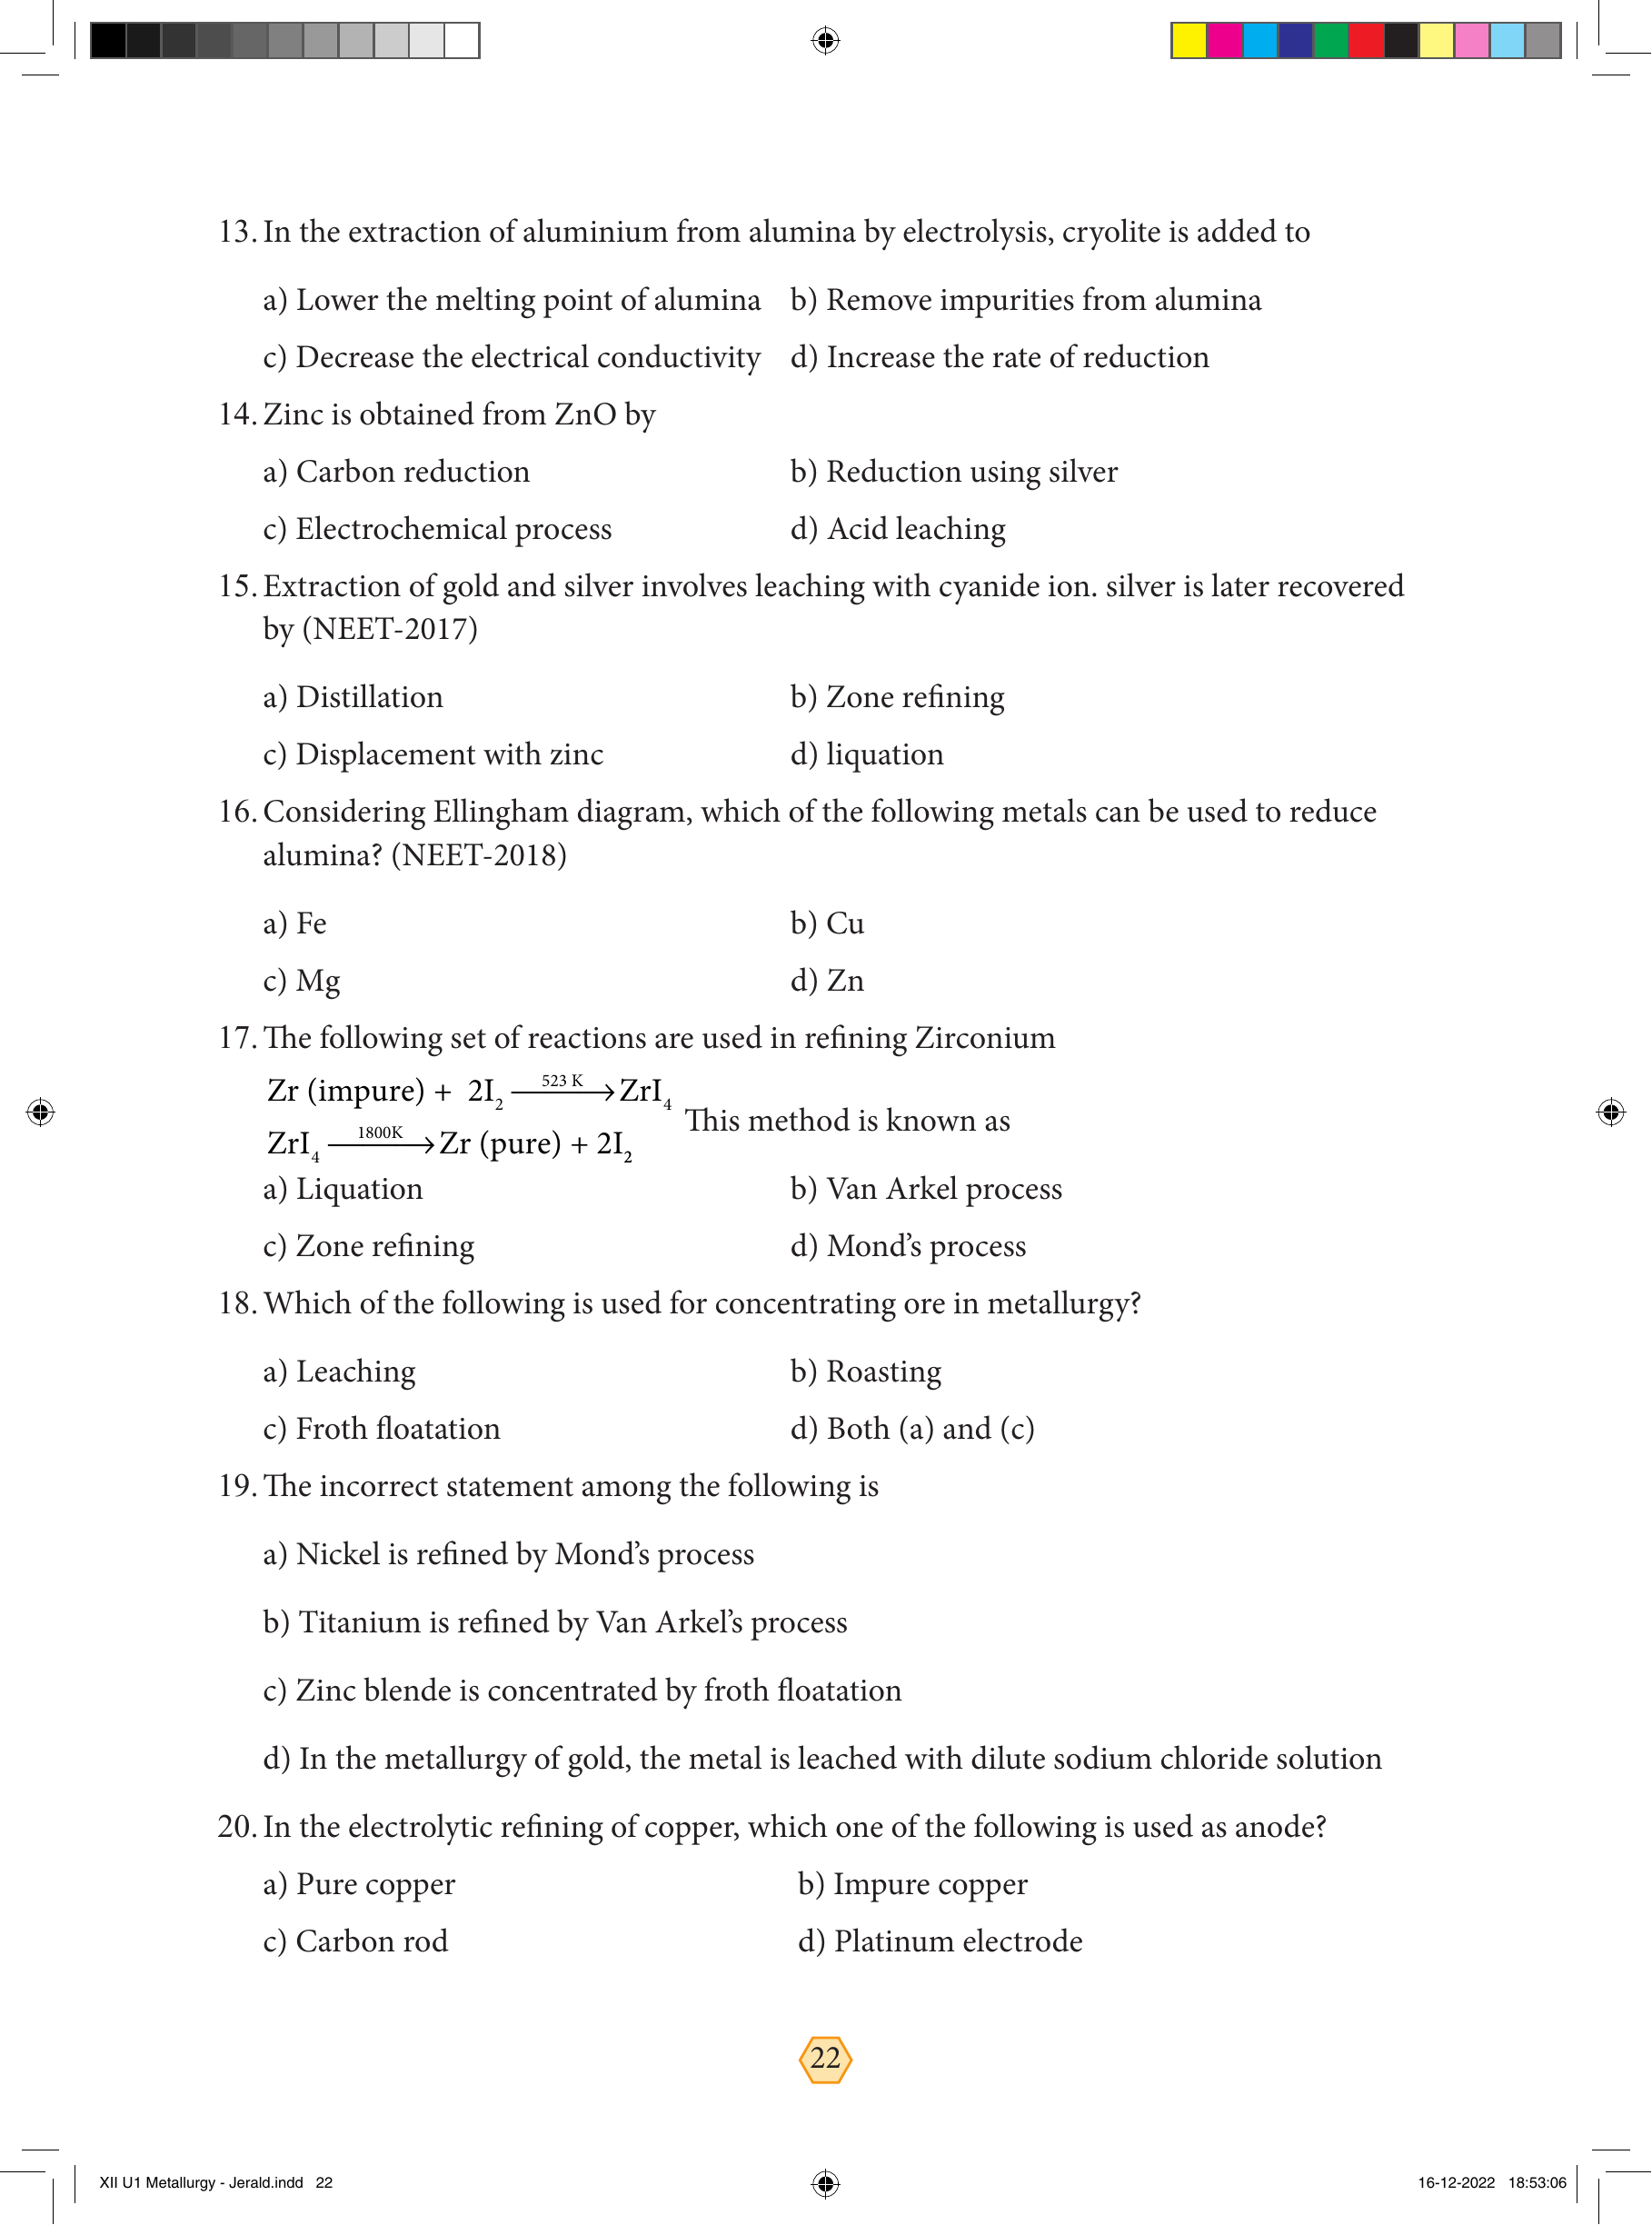 13. In the extraction of aluminium from alumina by electrolysis, cryolite is added to
a) Lower the melting point of alumina b) Remove impurities from alumina
c) Decrease the electrical conductivity d) Increase the rate of reduction
14. Zinc is obtained from ZnO by
a) Carbon reduction b) Reduction using silver
c) Electrochemical process d) Acid leaching
15. Extraction of gold and silver involves leaching with cyanide ion. silver is later recovered
by (NEET-2017)
a) Distillation b) Zone refining
c) Displacement with zinc d) liquation
16. Considering Ellingham diagram, which of the following metals can be used to reduce
alumina? (NEET-2018)
a) Fe b) Cu
c) Mg d) Zn
17. The following set of reactions are used in refining Zirconium
Zr (impure) + 2I₂ —523 K→ ZrI₄
This method is known as
ZrI₄ —1800K→ Zr (pure) + 2I₂
a) Liquation b) Van Arkel process
c) Zone refining d) Mond’s process
18. Which of the following is used for concentrating ore in metallurgy?
a) Leaching b) Roasting
c) Froth floatation d) Both (a) and (c)
19. The incorrect statement among the following is
a) Nickel is refined by Mond’s process
b) Titanium is refined by Van Arkel’s process
c) Zinc blende is concentrated by froth floatation
d) In the metallurgy of gold, the metal is leached with dilute sodium chloride solution
20. In the electrolytic refining of copper, which one of the following is used as anode?
a) Pure copper b) Impure copper
c) Carbon rod d) Platinum electrode
22
XII U1 Metallurgy - Jerald.indd 22 16-12-2022 18:53:06